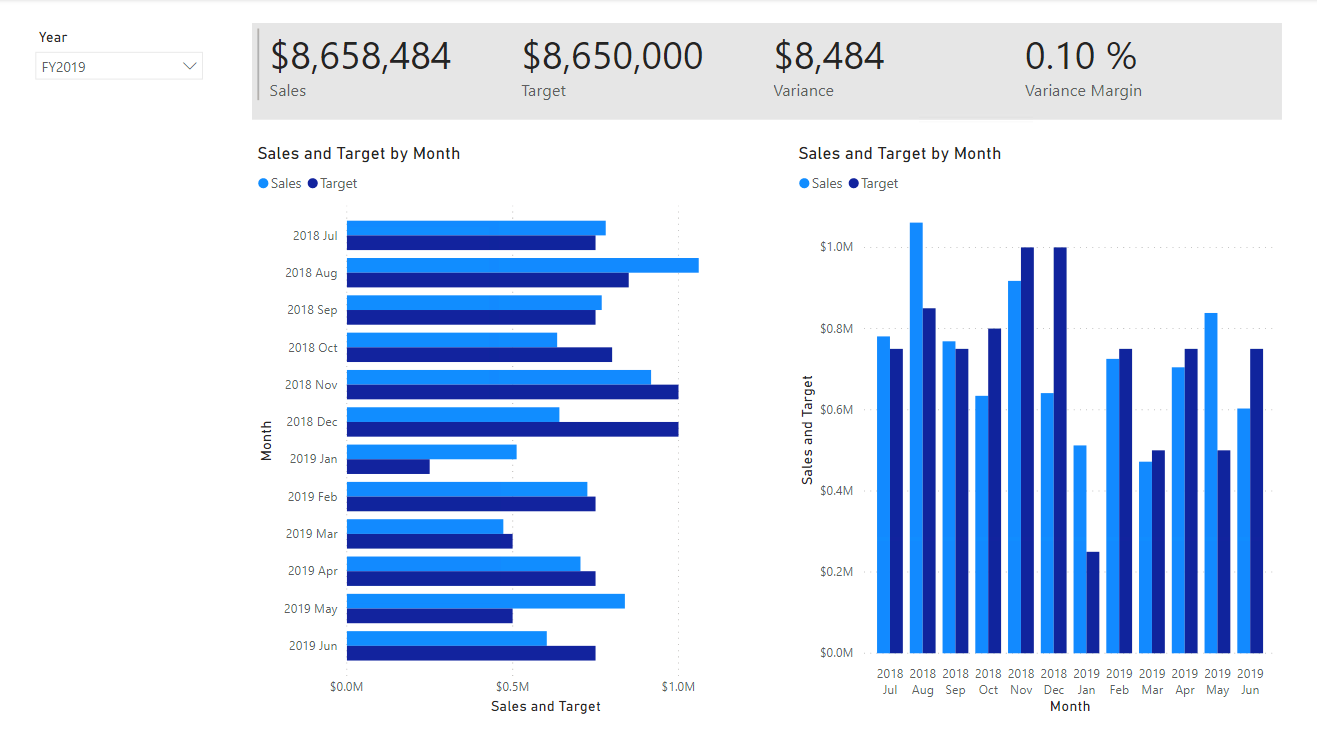 Year
FY2019
$8,658,484
Sales
$8,650,000
Target
$8,484
Variance
0.10 %
Variance Margin
Sales and Target by Month
Sales Target
2018 Jul
2018 Aug
2018 Sep
2018 Oct
2018 Nov
2018 Dec
2019 Jan
2019 Feb
2019 Mar
2019 Apr
2019 May
2019 Jun
Month
$0.0M $0.5M $1.0M
Sales and Target
Sales and Target by Month
Sales Target
$1.0M
$0.8M
$0.6M
$0.4M
$0.2M
$0.0M
Sales and Target
2018 2018 2018 2018 2018 2018 2019 2019 2019 2019 2019 2019
Jul Aug Sep Oct Nov Dec Jan Feb Mar Apr May Jun
Month